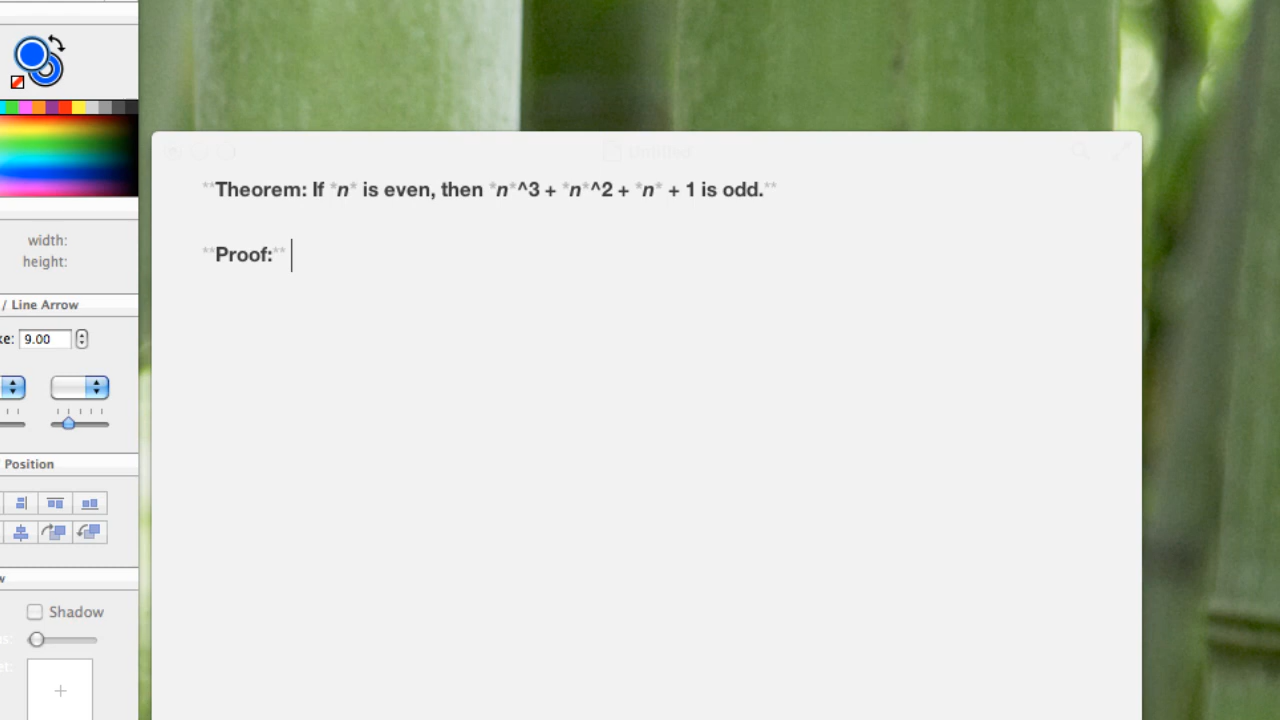 width:
height:
/ Line Arrow
ke: 9.00
Position
Shadow
Untitled
**Theorem: If *n* is even, then *n*^3 + *n*^2 + *n* + 1 is odd.**
**Proof:**